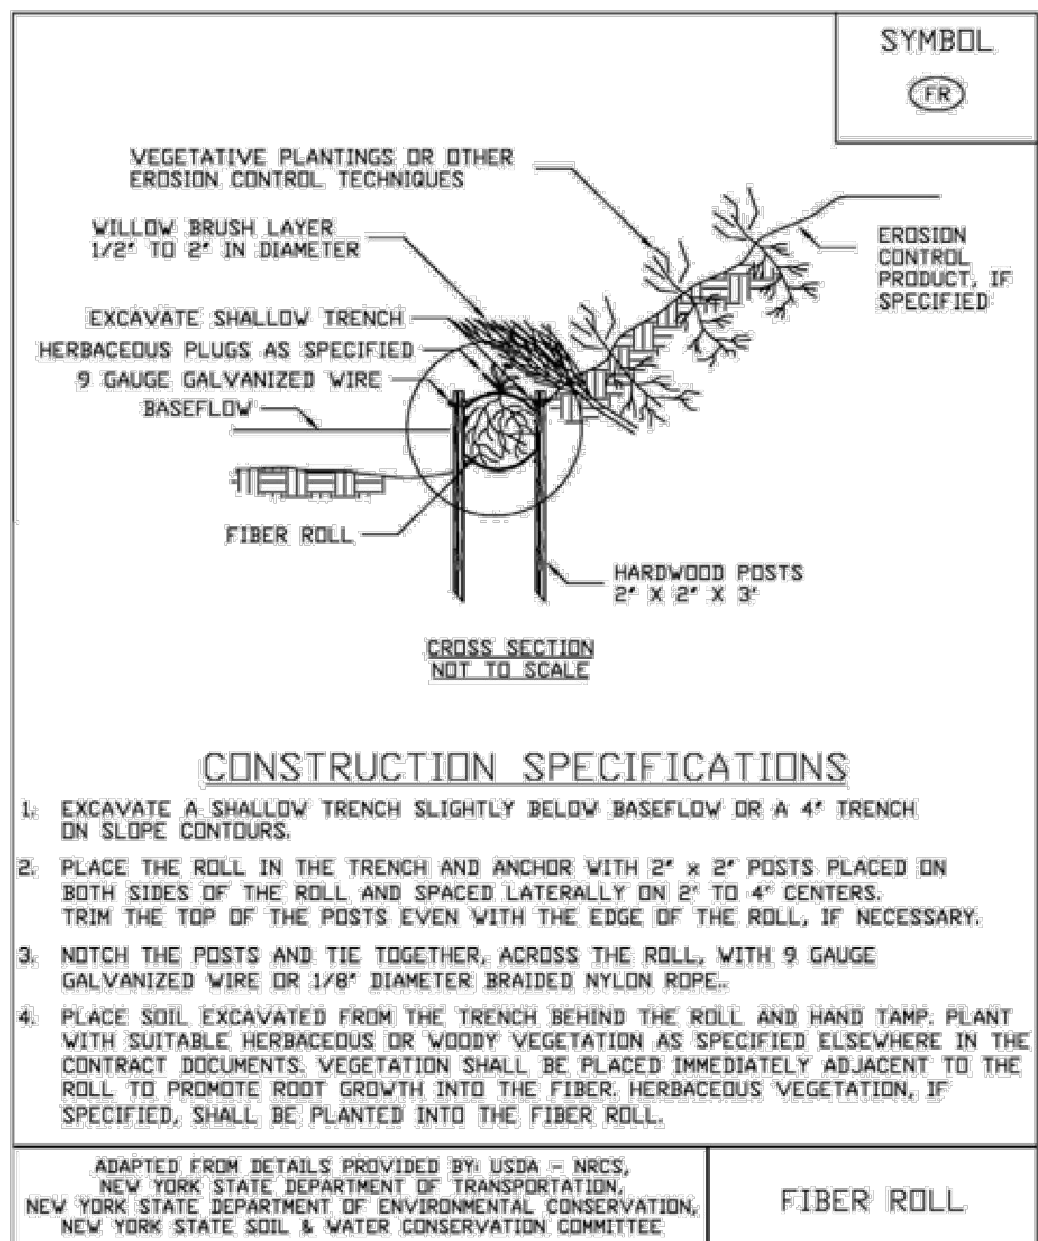 SYMBOL
FR
VEGETATIVE PLANTINGS OR OTHER
EROSION CONTROL TECHNIQUES
WILLOW BRUSH LAYER
1/2" TO 2" IN DIAMETER
EROSION
CONTROL
PRODUCT, IF
SPECIFIED
EXCAVATE SHALLOW TRENCH
HERBACEOUS PLUGS AS SPECIFIED
9 GAUGE GALVANIZED WIRE
BASEFLOW
FIBER ROLL
HARDWOOD POSTS
2" X 2" X 3'
CROSS SECTION
NOT TO SCALE
CONSTRUCTION SPECIFICATIONS
1. EXCAVATE A SHALLOW TRENCH SLIGHTLY BELOW BASEFLOW OR A 4" TRENCH
ON SLOPE CONTOURS.
2. PLACE THE ROLL IN THE TRENCH AND ANCHOR WITH 2" x 2" POSTS PLACED ON
BOTH SIDES OF THE ROLL AND SPACED LATERALLY ON 2' TO 4' CENTERS.
TRIM THE TOP OF THE POSTS EVEN WITH THE EDGE OF THE ROLL, IF NECESSARY.
3. NOTCH THE POSTS AND TIE TOGETHER, ACROSS THE ROLL, WITH 9 GAUGE
GALVANIZED WIRE OR 1/8" DIAMETER BRAIDED NYLON ROPE..
4. PLACE SOIL EXCAVATED FROM THE TRENCH BEHIND THE ROLL AND HAND TAMP. PLANT
WITH SUITABLE HERBACEOUS OR WOODY VEGETATION AS SPECIFIED ELSEWHERE IN THE
CONTRACT DOCUMENTS. VEGETATION SHALL BE PLACED IMMEDIATELY ADJACENT TO THE
ROLL TO PROMOTE ROOT GROWTH INTO THE FIBER. HERBACEOUS VEGETATION, IF
SPECIFIED, SHALL BE PLANTED INTO THE FIBER ROLL.
ADAPTED FROM DETAILS PROVIDED BY: USDA - NRCS,
NEW YORK STATE DEPARTMENT OF TRANSPORTATION,
NEW YORK STATE DEPARTMENT OF ENVIRONMENTAL CONSERVATION,
NEW YORK STATE SOIL & WATER CONSERVATION COMMITTEE
FIBER ROLL